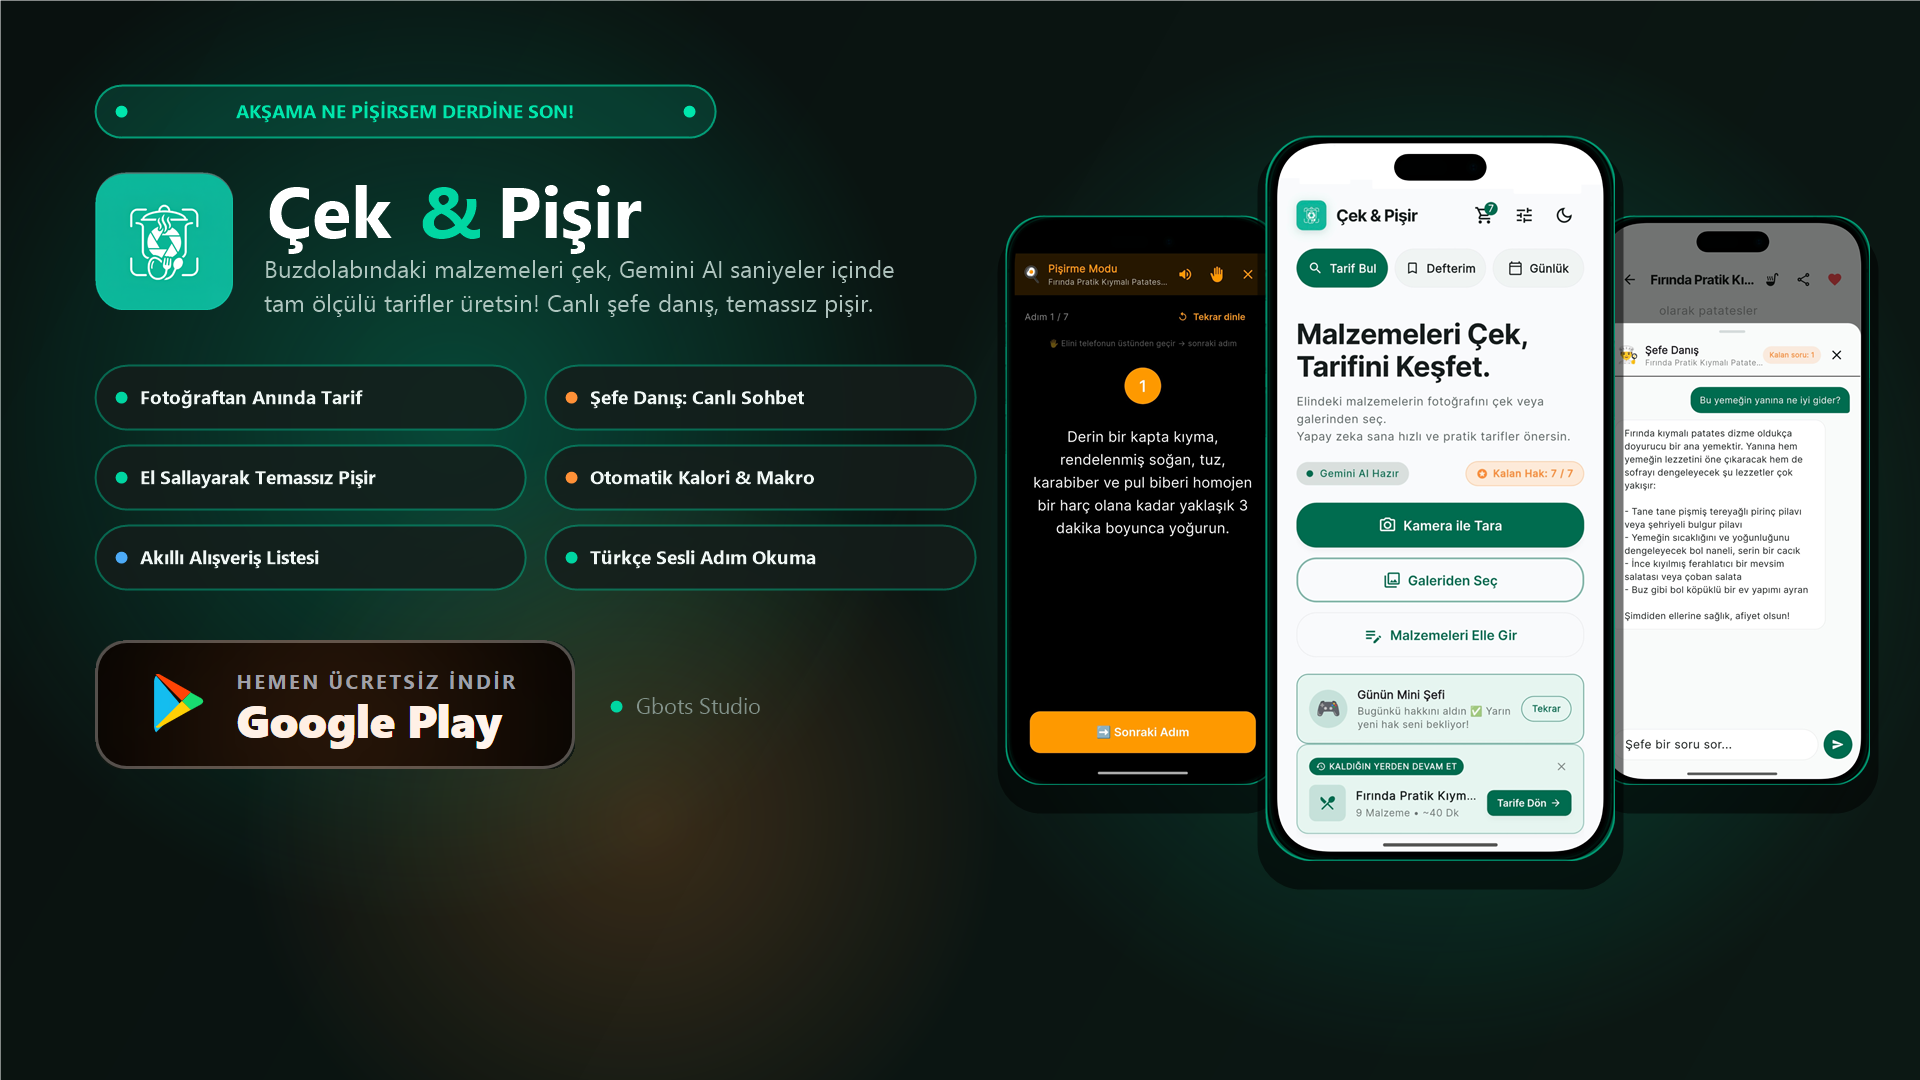 AKŞAMA NE PİŞİRSEM DERDİNE SON!
Çek & Pişir
Buzdolabındaki malzemeleri çek, Gemini AI saniyeler içinde
tam ölçülü tarifler üretsin! Canlı şefe danış, temassız pişir.
Fotoğraftan Anında Tarif
Şefe Danış: Canlı Sohbet
El Sallayarak Temassız Pişir
Otomatik Kalori & Makro
Akıllı Alışveriş Listesi
Türkçe Sesli Adım Okuma
HEMEN ÜCRETSİZ İNDİR
Google Play
Gbots Studio
Pişirme Modu
Fırında Pratik Kıymalı Patates...
Adım 1 / 7
Tekrar dinle
Elini telefonun üstünden geçir → sonraki adım
1
Derin bir kapta kıyma,
rendelenmiş soğan, tuz,
karabiber ve pul biberi homojen
bir harç olana kadar yaklaşık 3
dakika boyunca yoğurun.
Sonraki Adım
Çek & Pişir
7
Tarif Bul
Defterim
Günlük
Malzemeleri Çek,
Tarifini Keşfet.
Elindeki malzemelerin fotoğrafını çek veya
galerinden seç.
Yapay zeka sana hızlı ve pratik tarifler önersin.
Gemini AI Hazır
Kalan Hak: 7 / 7
Kamera ile Tara
Galeriden Seç
Malzemeleri Elle Gir
Günün Mini Şefi
Bugünkü hakkını aldın ✅ Yarın
yeni hak seni bekliyor!
Tekrar
KALDIĞIN YERDEN DEVAM ET
Fırında Pratik Kıym...
9 Malzeme • ~40 Dk
Tarife Dön →
Fırında Pratik Kı...
olarak patatesler
Şefe Danış
Fırında Pratik Kıymalı Patate...
Kalan soru: 1
Bu yemeğin yanına ne iyi gider?
Fırında kıymalı patates dizme oldukça
doyurucu bir ana yemektir. Yanına hem
yemeğin lezzetini öne çıkaracak hem de
sofrayı dengeleyecek şu lezzetler çok
yakışır:
- Tane tane pişmiş tereyağlı pirinç pilavı
veya şehriyeli bulgur pilavı
- Yemeğin sıcaklığını ve yoğunluğunu
dengeleyecek bol naneli, serin bir cacık
- İnce kıyılmış ferahlatıcı bir mevsim
salatası veya çoban salata
- Buz gibi bol köpüklü bir ev yapımı ayran
Şimdiden ellerine sağlık, afiyet olsun!
Şefe bir soru sor...